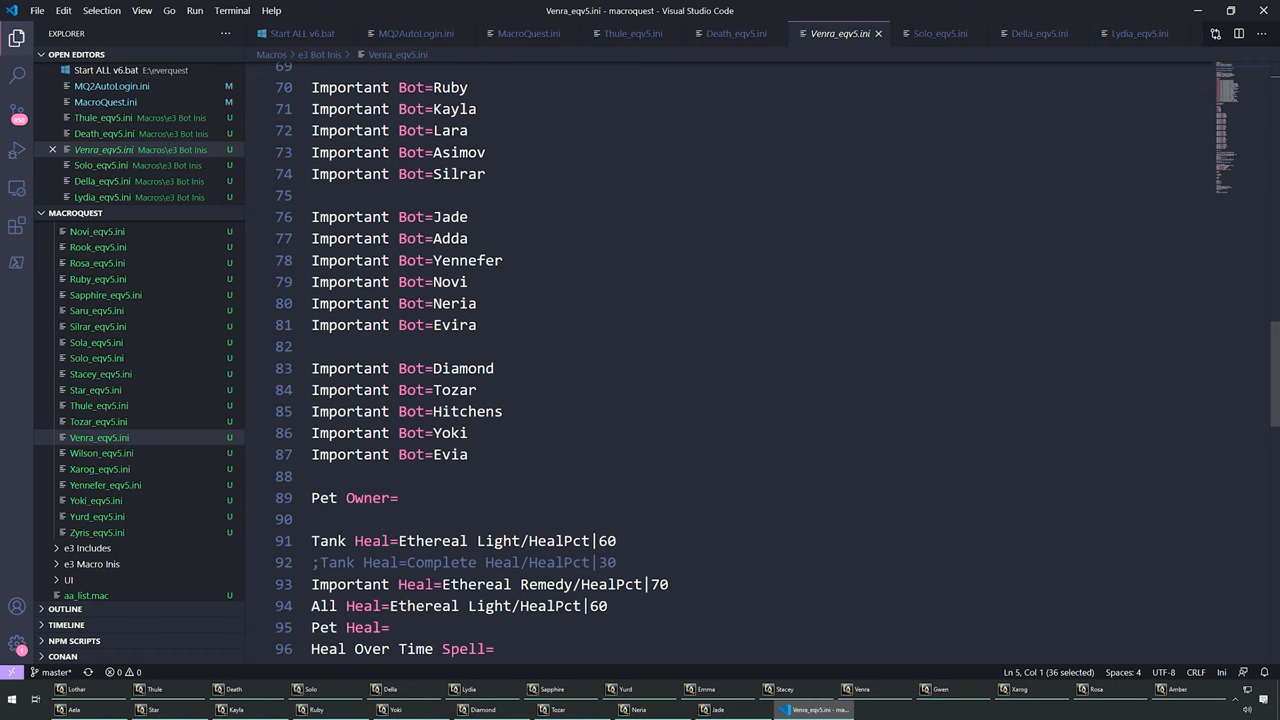 File Edit Selection View Go Run Terminal Help
Venra_eqv5.ini - macroquest - Visual Studio Code
EXPLORER
OPEN EDITORS
Start ALL v6.bat E:\everquest
MQ2AutoLogin.ini M
MacroQuest.ini M
Thule_eqv5.ini Macros\e3 Bot Inis U
Death_eqv5.ini Macros\e3 Bot Inis U
Venra_eqv5.ini Macros\e3 Bot Inis U
Solo_eqv5.ini Macros\e3 Bot Inis U
Della_eqv5.ini Macros\e3 Bot Inis U
Lydia_eqv5.ini Macros\e3 Bot Inis U
MACROQUEST
Novi_eqv5.ini U
Rook_eqv5.ini U
Rosa_eqv5.ini U
Ruby_eqv5.ini U
Sapphire_eqv5.ini U
Saru_eqv5.ini U
Silrar_eqv5.ini U
Sola_eqv5.ini U
Solo_eqv5.ini U
Stacey_eqv5.ini U
Star_eqv5.ini U
Thule_eqv5.ini U
Tozar_eqv5.ini U
Venra_eqv5.ini U
Wilson_eqv5.ini U
Xarog_eqv5.ini U
Yennefer_eqv5.ini U
Yoki_eqv5.ini U
Yurd_eqv5.ini U
Zyris_eqv5.ini U
e3 Includes
e3 Macro Inis
UI
aa_list.mac
OUTLINE
TIMELINE
NPM SCRIPTS
CONAN
Start ALL v6.bat MQ2AutoLogin.ini MacroQuest.ini Thule_eqv5.ini Death_eqv5.ini Venra_eqv5.ini Solo_eqv5.ini Della_eqv5.ini Lydia_eqv5.ini
Macros > e3 Bot Inis > Venra_eqv5.ini
69
70 Important Bot=Ruby
71 Important Bot=Kayla
72 Important Bot=Lara
73 Important Bot=Asimov
74 Important Bot=Silrar
75
76 Important Bot=Jade
77 Important Bot=Adda
78 Important Bot=Yennefer
79 Important Bot=Novi
80 Important Bot=Neria
81 Important Bot=Evira
82
83 Important Bot=Diamond
84 Important Bot=Tozar
85 Important Bot=Hitchens
86 Important Bot=Yoki
87 Important Bot=Evia
88
89 Pet Owner=
90
91 Tank Heal=Ethereal Light/HealPct|60
92 ;Tank Heal=Complete Heal/HealPct|30
93 Important Heal=Ethereal Remedy/HealPct|70
94 All Heal=Ethereal Light/HealPct|60
95 Pet Heal=
96 Heal Over Time Spell=
master* 0 0
Ln 5, Col 1 (36 selected) Spaces: 4 UTF-8 CRLF Ini
Lothar Thule Death Solo Della Lydia Sapphire Yurd Emma Stacey Venra Gwen Xarog Rosa Amber
Aela Star Kayla Ruby Yoki Diamond Tozar Neria Jade Venra_eqv5.ini - ma...